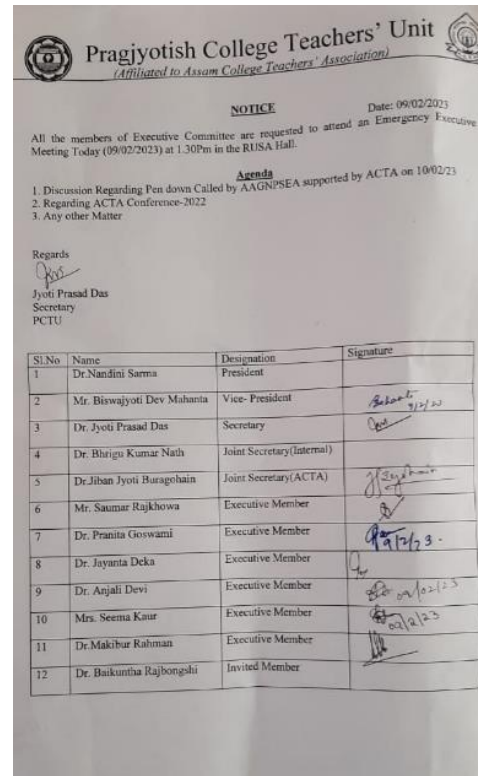 Pragjyotish College Teachers' Unit
(Affiliated to Assam College Teachers' Association)
NOTICE
Date: 09/02/2023
All the members of Executive Committee are requested to attend an Emergency Executive
Meeting Today (09/02/2023) at 1.30Pm in the RUSA Hall.
Agenda
1. Discussion Regarding Pen down Called by AAGNPSEA supported by ACTA on 10/02/23
2. Regarding ACTA Conference-2022
3. Any other Matter
Regards
Jyoti Prasad Das
Secretary
PCTU
Sl.No Name Designation Signature
1 Dr.Nandini Sarma President
2 Mr. Biswajyoti Dev Mahanta Vice- President 9/2/23
3 Dr. Jyoti Prasad Das Secretary
4 Dr. Bhrigu Kumar Nath Joint Secretary(Internal)
5 Dr.Jiban Jyoti Buragohain Joint Secretary(ACTA)
6 Mr. Saumar Rajkhowa Executive Member
7 Dr. Pranita Goswami Executive Member 9/2/23.
8 Dr. Jayanta Deka Executive Member
9 Dr. Anjali Devi Executive Member 09/02/23
10 Mrs. Seema Kaur Executive Member 09/2/23
11 Dr.Makibur Rahman Executive Member
12 Dr. Baikuntha Rajbongshi Invited Member